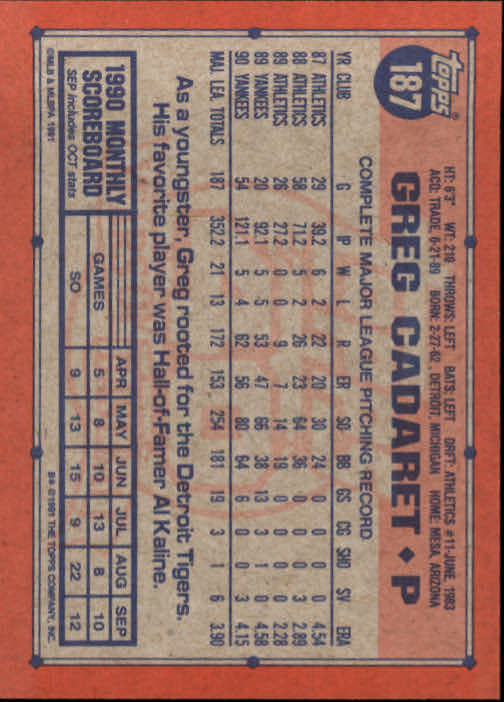 topps®
187
HT: 6'3" WT: 210 THROWS: LEFT BATS: LEFT DRFT: ATHLETICS #11-JUNE, 1983
ACQ: TRADE, 6-21-89 BORN: 2-27-62, DETROIT, MICHIGAN HOME: MESA, ARIZONA
GREG CADARET ◆ P
COMPLETE MAJOR LEAGUE PITCHING RECORD
YR CLUB G IP W L R ER SO BB GS CG SHO SV ERA
87 ATHLETICS 29 39.2 6 2 22 20 30 24 0 0 0 0 4.54
88 ATHLETICS 58 71.2 5 2 26 23 64 36 0 0 0 3 2.89
89 ATHLETICS 26 27.2 0 0 9 7 14 19 0 0 0 0 2.28
89 YANKEES 20 92.1 5 5 53 47 66 38 13 3 1 0 4.58
90 YANKEES 54 121.1 5 4 62 56 80 64 6 0 0 3 4.15
MAJ. LEA. TOTALS 187 352.2 21 13 172 153 254 181 19 3 1 6 3.90
As a youngster, Greg rooted for the Detroit Tigers.
His favorite player was Hall-of-Famer Al Kaline.
1990 MONTHLY
SCOREBOARD
SEP includes OCT stats
APR MAY JUN JUL AUG SEP
GAMES 5 8 10 13 8 10
SO 9 13 15 9 22 12
©MLB & MLBPA 1991
®©1991 THE TOPPS COMPANY, INC.